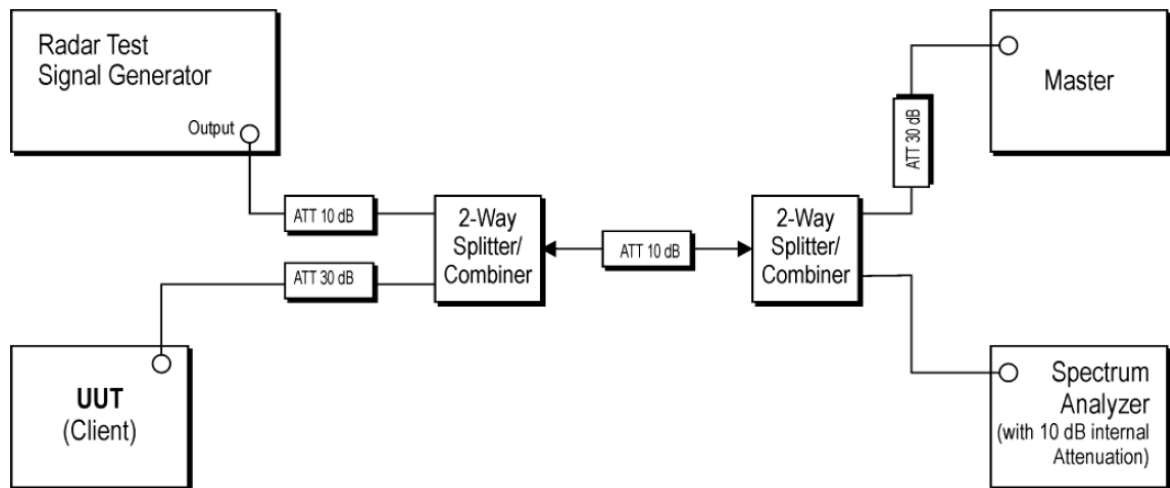 Radar Test
Signal Generator
Output
ATT 10 dB
ATT 30 dB
UUT
(Client)
2-Way
Splitter/
Combiner
ATT 10 dB
2-Way
Splitter/
Combiner
ATT 30 dB
Master
Spectrum
Analyzer
(with 10 dB internal
Attenuation)